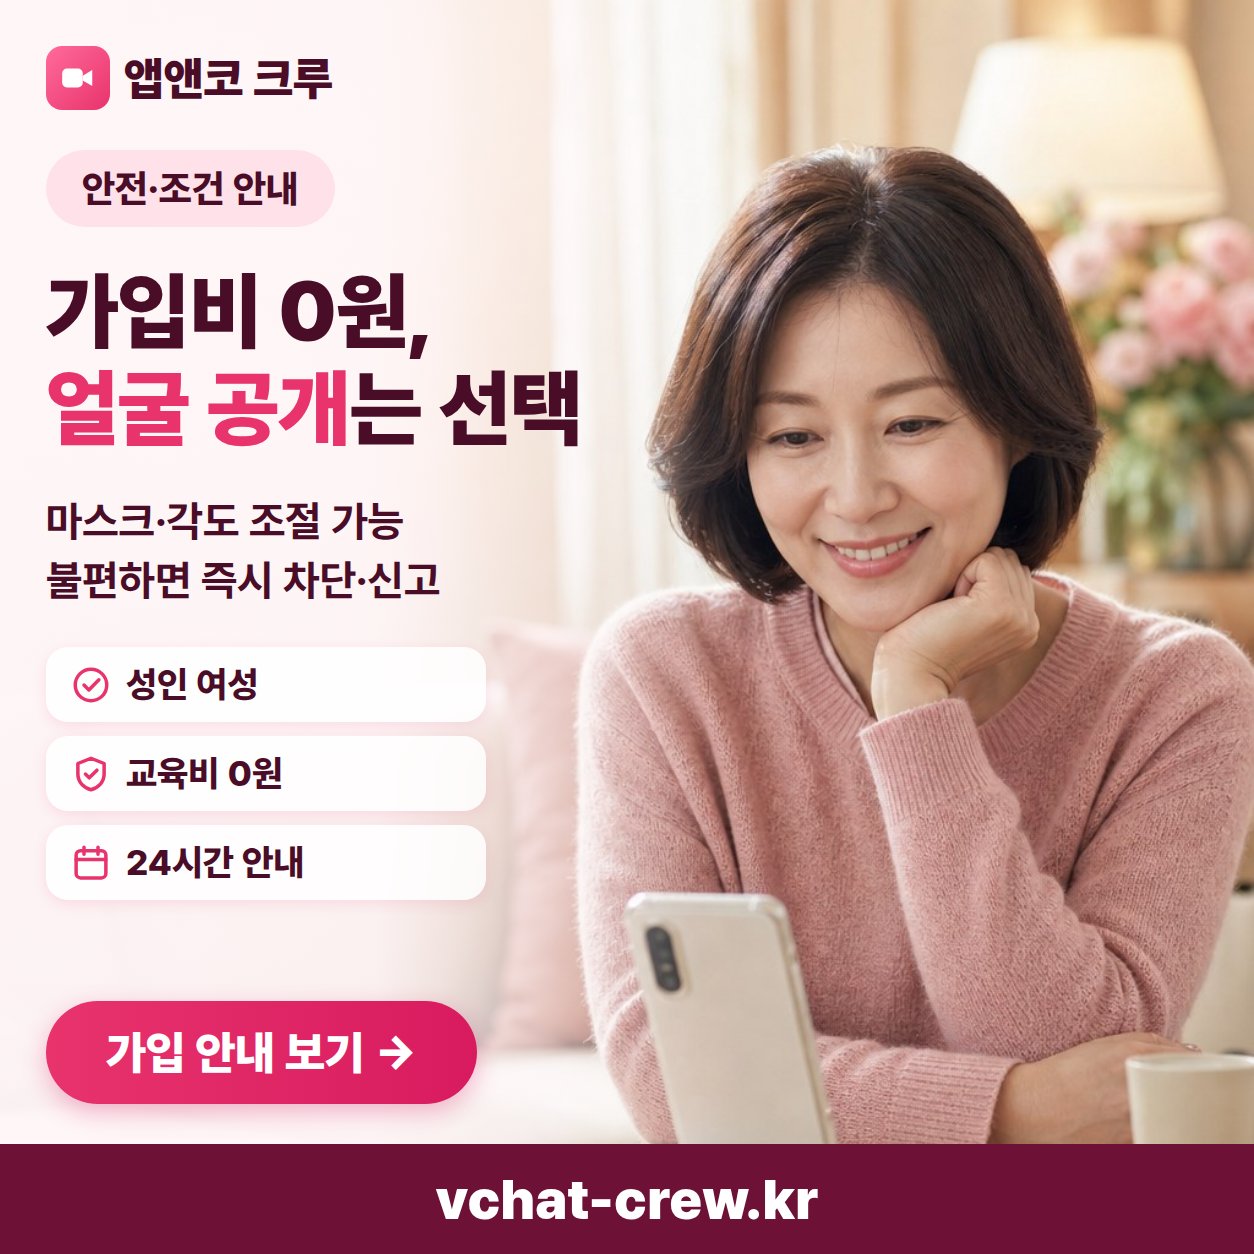 앱앤코 크루
안전·조건 안내
가입비 0원,
얼굴 공개는 선택
마스크·각도 조절 가능
불편하면 즉시 차단·신고
성인 여성
교육비 0원
24시간 안내
가입 안내 보기 →
vchat-crew.kr